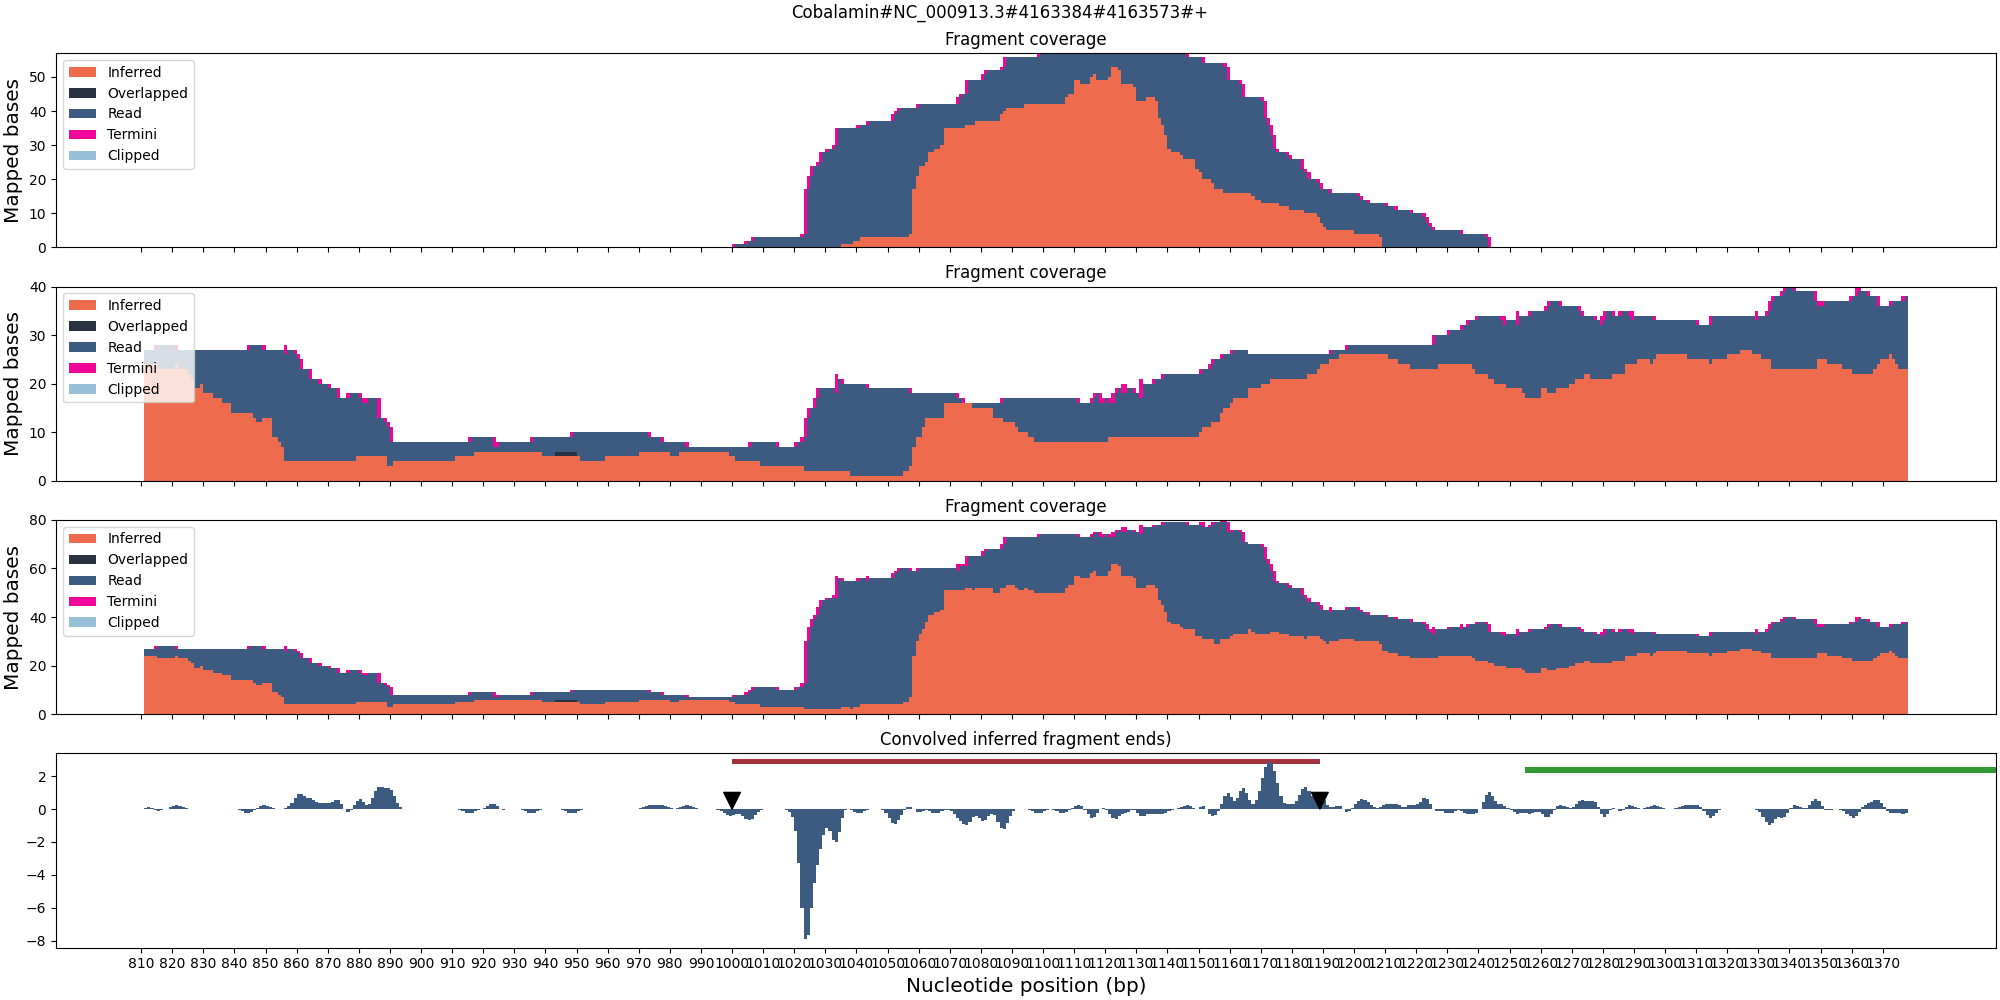 Cobalamin#NC_000913.3#4163384#4163573#+
Fragment coverage
Mapped bases
50
40
30
20
10
0
Inferred
Overlapped
Read
Termini
Clipped
Fragment coverage
Mapped bases
40
30
20
10
0
Inferred
Overlapped
Read
Termini
Clipped
Fragment coverage
Mapped bases
80
60
40
20
0
Inferred
Overlapped
Read
Termini
Clipped
Convolved inferred fragment ends)
2
0
−2
−4
−6
−8
810 820 830 840 850 860 870 880 890 900 910 920 930 940 950 960 970 980 990 1000 1010 1020 1030 1040 1050 1060 1070 1080 1090 1100 1110 1120 1130 1140 1150 1160 1170 1180 1190 1200 1210 1220 1230 1240 1250 1260 1270 1280 1290 1300 1310 1320 1330 1340 1350 1360 1370
Nucleotide position (bp)